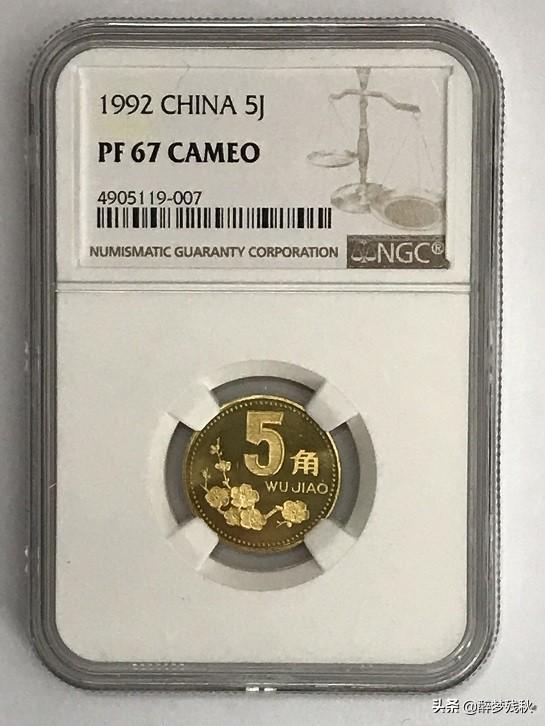 1992 CHINA 5J
PF 67 CAMEO
4905119-007
NUMISMATIC GUARANTY CORPORATION
NGC®
5角
WU JIAO
头条 @醉梦残秋